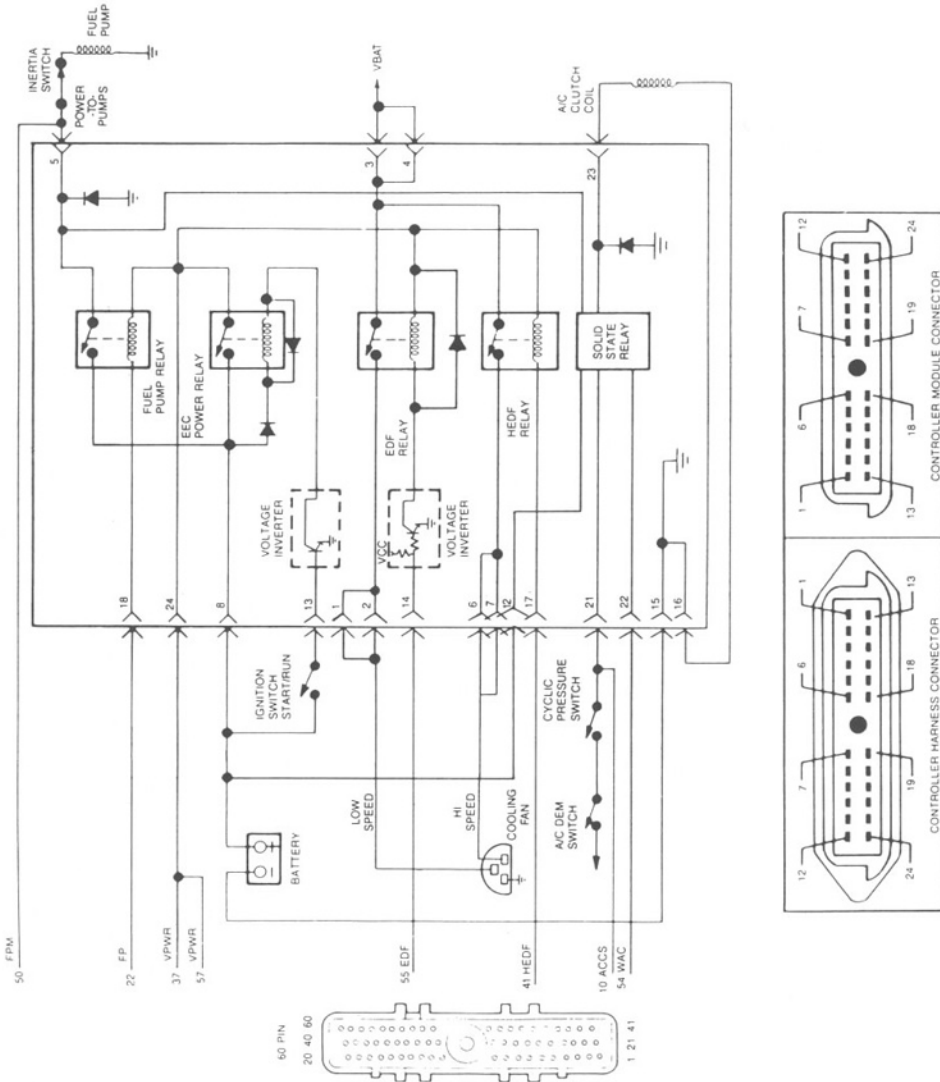 FUEL
PUMP
INERTIA
SWITCH
POWER
-TO-
PUMPS
VBAT
A/C
CLUTCH
COIL
5
3
4
23
FUEL
PUMP RELAY
EEC
POWER RELAY
EDF
RELAY
HEDF
RELAY
SOLID
STATE
RELAY
VOLTAGE
INVERTER
VCC
VOLTAGE
INVERTER
18
24
8
13
1
2
14
6
7
12
17
21
22
15
16
IGNITION
SWITCH
START/RUN
LOW
SPEED
HI
SPEED
COOLING
FAN
CYCLIC
PRESSURE
SWITCH
A/C DEM
SWITCH
BATTERY
50 FPM
22 FP
37 VPWR
57 VPWR
55 EDF
41 HEDF
10 ACCS
54 WAC
60 PIN
20 40 60
1 21 41
12 7 6 1
24 19 18 13
CONTROLLER HARNESS CONNECTOR
1 6 7 12
13 18 19 24
CONTROLLER MODULE CONNECTOR